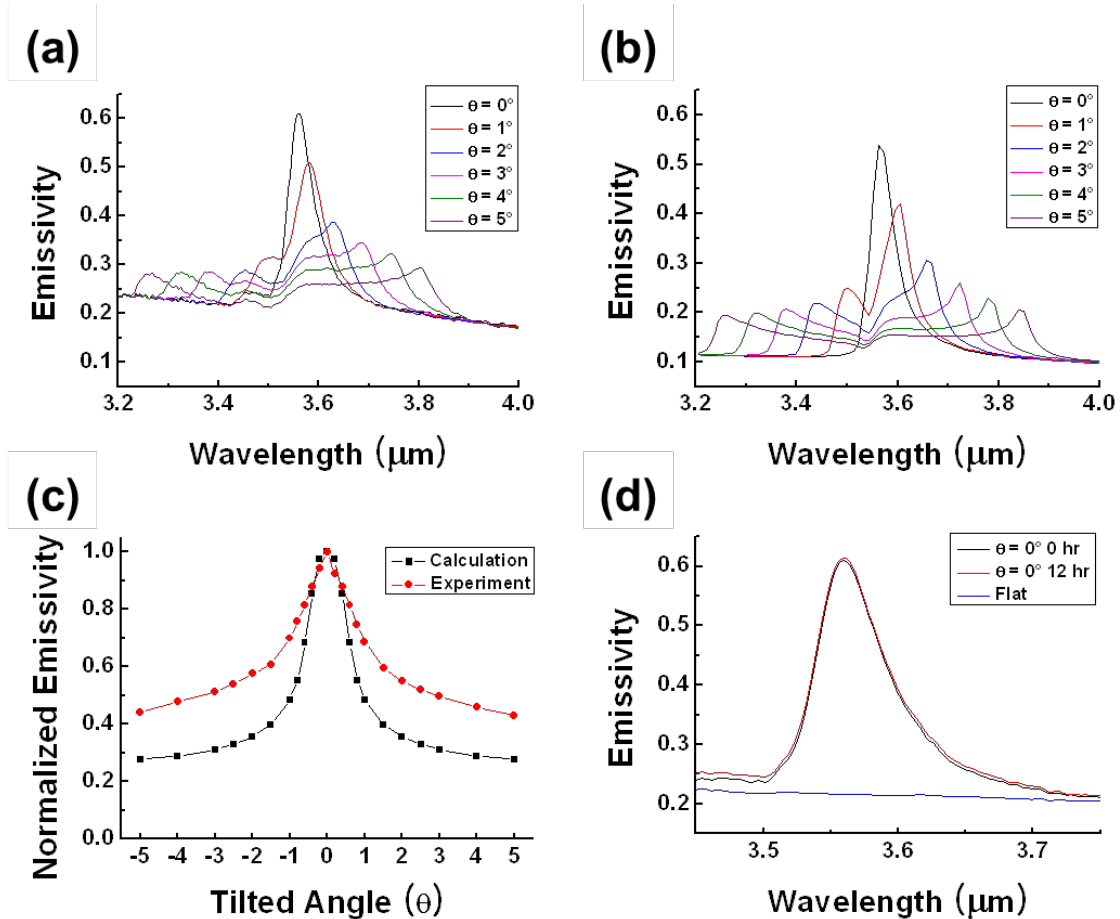 (a)
Emissivity
0.6
0.5
0.4
0.3
0.2
0.1
3.2 3.4 3.6 3.8 4.0
Wavelength (μm)
θ = 0°
θ = 1°
θ = 2°
θ = 3°
θ = 4°
θ = 5°
(b)
Emissivity
0.6
0.5
0.4
0.3
0.2
0.1
3.2 3.4 3.6 3.8 4.0
Wavelength (μm)
θ = 0°
θ = 1°
θ = 2°
θ = 3°
θ = 4°
θ = 5°
(c)
Normalized Emissivity
1.0
0.8
0.6
0.4
0.2
0.0
-5 -4 -3 -2 -1 0 1 2 3 4 5
Tilted Angle (θ)
Calculation
Experiment
(d)
Emissivity
0.6
0.5
0.4
0.3
0.2
3.5 3.6 3.7
Wavelength (μm)
θ = 0° 0 hr
θ = 0° 12 hr
Flat